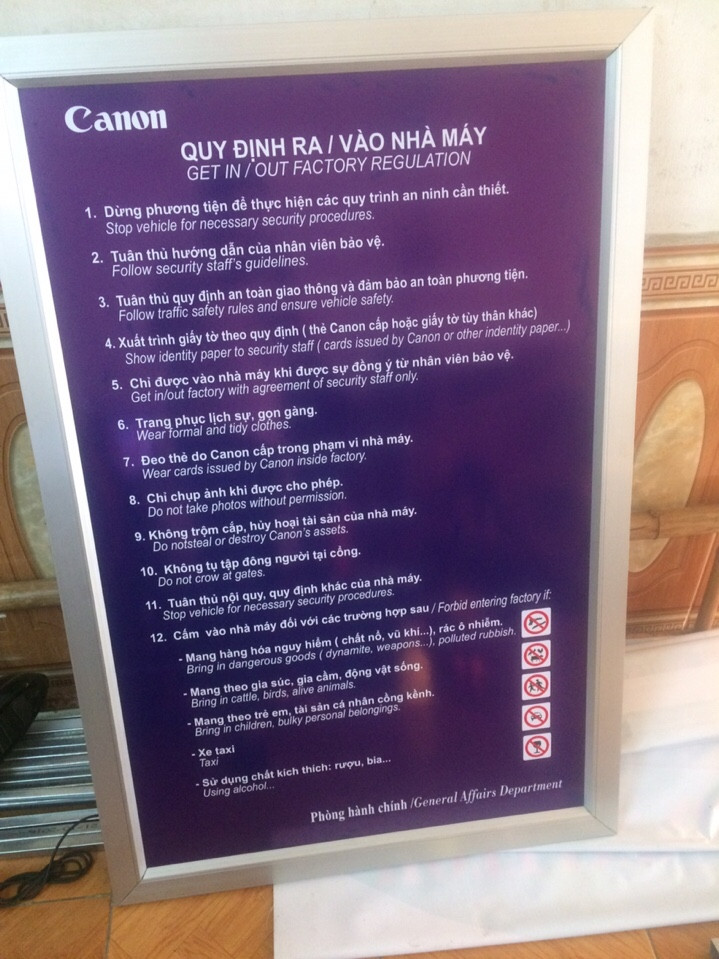 Canon
QUY ĐỊNH RA / VÀO NHÀ MÁY
GET IN / OUT FACTORY REGULATION
1. Dừng phương tiện để thực hiện các quy trình an ninh cần thiết.
Stop vehicle for necessary security procedures.
2. Tuân thủ hướng dẫn của nhân viên bảo vệ.
Follow security staff's guidelines.
3. Tuân thủ quy định an toàn giao thông và đảm bảo an toàn phương tiện.
Follow traffic safety rules and ensure vehicle safety.
4. Xuất trình giấy tờ theo quy định ( thẻ Canon cấp hoặc giấy tờ tùy thân khác)
Show identity paper to security staff ( cards issued by Canon or other indentity paper...)
5. Chỉ được vào nhà máy khi được sự đồng ý từ nhân viên bảo vệ.
Get in/out factory with agreement of security staff only.
6. Trang phục lịch sự, gọn gàng.
Wear formal and tidy clothes.
7. Đeo thẻ do Canon cấp trong phạm vi nhà máy.
Wear cards issued by Canon inside factory.
8. Chỉ chụp ảnh khi được cho phép.
Do not take photos without permission.
9. Không trộm cắp, hủy hoại tài sản của nhà máy.
Do notsteal or destroy Canon's assets.
10. Không tụ tập đông người tại cổng.
Do not crow at gates.
11. Tuân thủ nội quy, quy định khác của nhà máy.
Stop vehicle for necessary security procedures.
12. Cấm vào nhà máy đối với các trường hợp sau / Forbid entering factory if:
- Mang hàng hóa nguy hiểm ( chất nổ, vũ khí...), rác ô nhiễm.
Bring in dangerous goods ( dynamite, weapons...), polluted rubbish.
- Mang theo gia súc, gia cầm, động vật sống.
Bring in cattle, birds, alive animals.
- Mang theo trẻ em, tài sản cá nhân cồng kềnh.
Bring in children, bulky personal belongings.
- Xe taxi
Taxi
- Sử dụng chất kích thích: rượu, bia...
Using alcohol...
Phòng hành chính /General Affairs Department